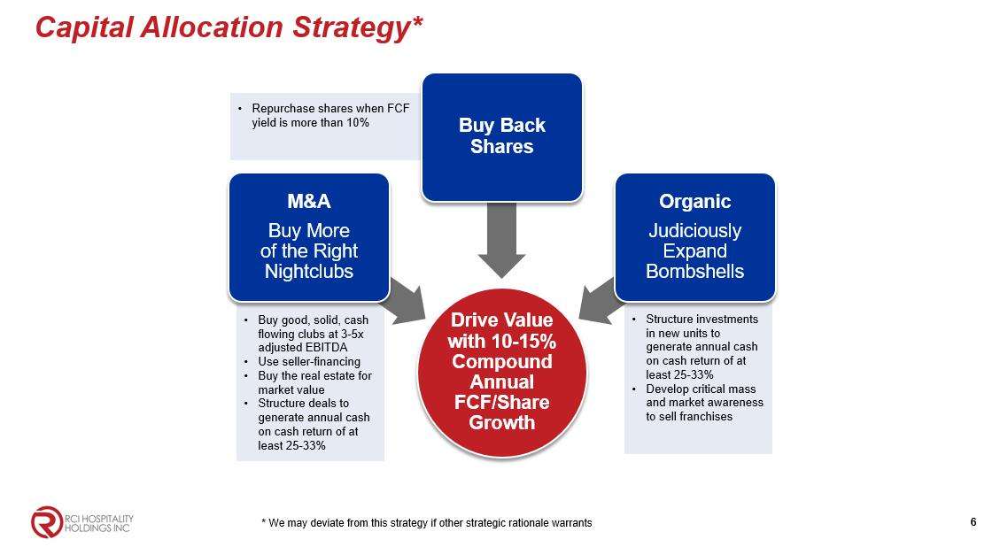 Capital Allocation Strategy*
• Repurchase shares when FCF
yield is more than 10%
Buy Back
Shares
M&A
Buy More
of the Right
Nightclubs
• Buy good, solid, cash
flowing clubs at 3-5x
adjusted EBITDA
• Use seller-financing
• Buy the real estate for
market value
• Structure deals to
generate annual cash
on cash return of at
least 25-33%
Organic
Judiciously
Expand
Bombshells
• Structure investments
in new units to
generate annual cash
on cash return of at
least 25-33%
• Develop critical mass
and market awareness
to sell franchises
Drive Value
with 10-15%
Compound
Annual
FCF/Share
Growth
RCI HOSPITALITY
HOLDINGS INC
* We may deviate from this strategy if other strategic rationale warrants
6